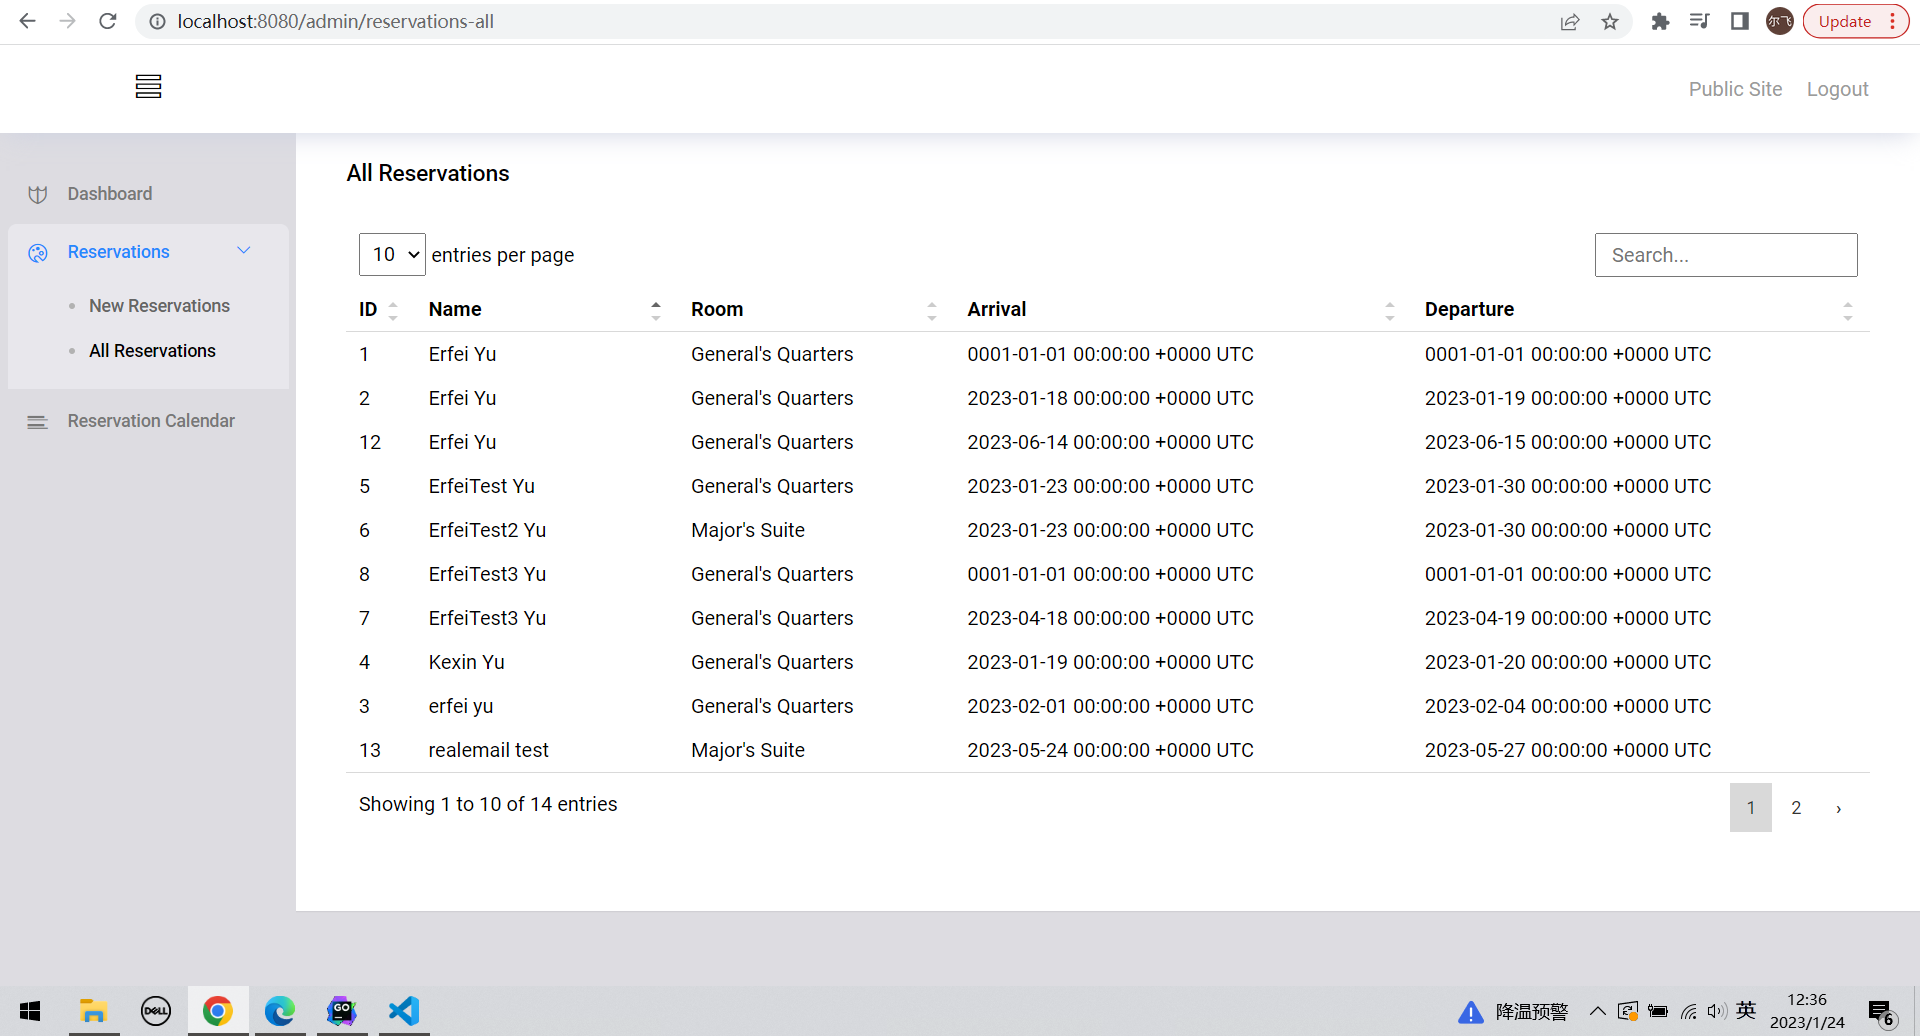 localhost:8080/admin/reservations-all
尔飞
Update
Public Site Logout
Dashboard
Reservations
New Reservations
All Reservations
Reservation Calendar
All Reservations
10 entries per page
Search...
ID Name Room Arrival Departure
1 Erfei Yu General's Quarters 0001-01-01 00:00:00 +0000 UTC 0001-01-01 00:00:00 +0000 UTC
2 Erfei Yu General's Quarters 2023-01-18 00:00:00 +0000 UTC 2023-01-19 00:00:00 +0000 UTC
12 Erfei Yu General's Quarters 2023-06-14 00:00:00 +0000 UTC 2023-06-15 00:00:00 +0000 UTC
5 ErfeiTest Yu General's Quarters 2023-01-23 00:00:00 +0000 UTC 2023-01-30 00:00:00 +0000 UTC
6 ErfeiTest2 Yu Major's Suite 2023-01-23 00:00:00 +0000 UTC 2023-01-30 00:00:00 +0000 UTC
8 ErfeiTest3 Yu General's Quarters 0001-01-01 00:00:00 +0000 UTC 0001-01-01 00:00:00 +0000 UTC
7 ErfeiTest3 Yu General's Quarters 2023-04-18 00:00:00 +0000 UTC 2023-04-19 00:00:00 +0000 UTC
4 Kexin Yu General's Quarters 2023-01-19 00:00:00 +0000 UTC 2023-01-20 00:00:00 +0000 UTC
3 erfei yu General's Quarters 2023-02-01 00:00:00 +0000 UTC 2023-02-04 00:00:00 +0000 UTC
13 realemail test Major's Suite 2023-05-24 00:00:00 +0000 UTC 2023-05-27 00:00:00 +0000 UTC
Showing 1 to 10 of 14 entries
1 2 ›
DELL
GO
降温预警
英
12:36
2023/1/24
6